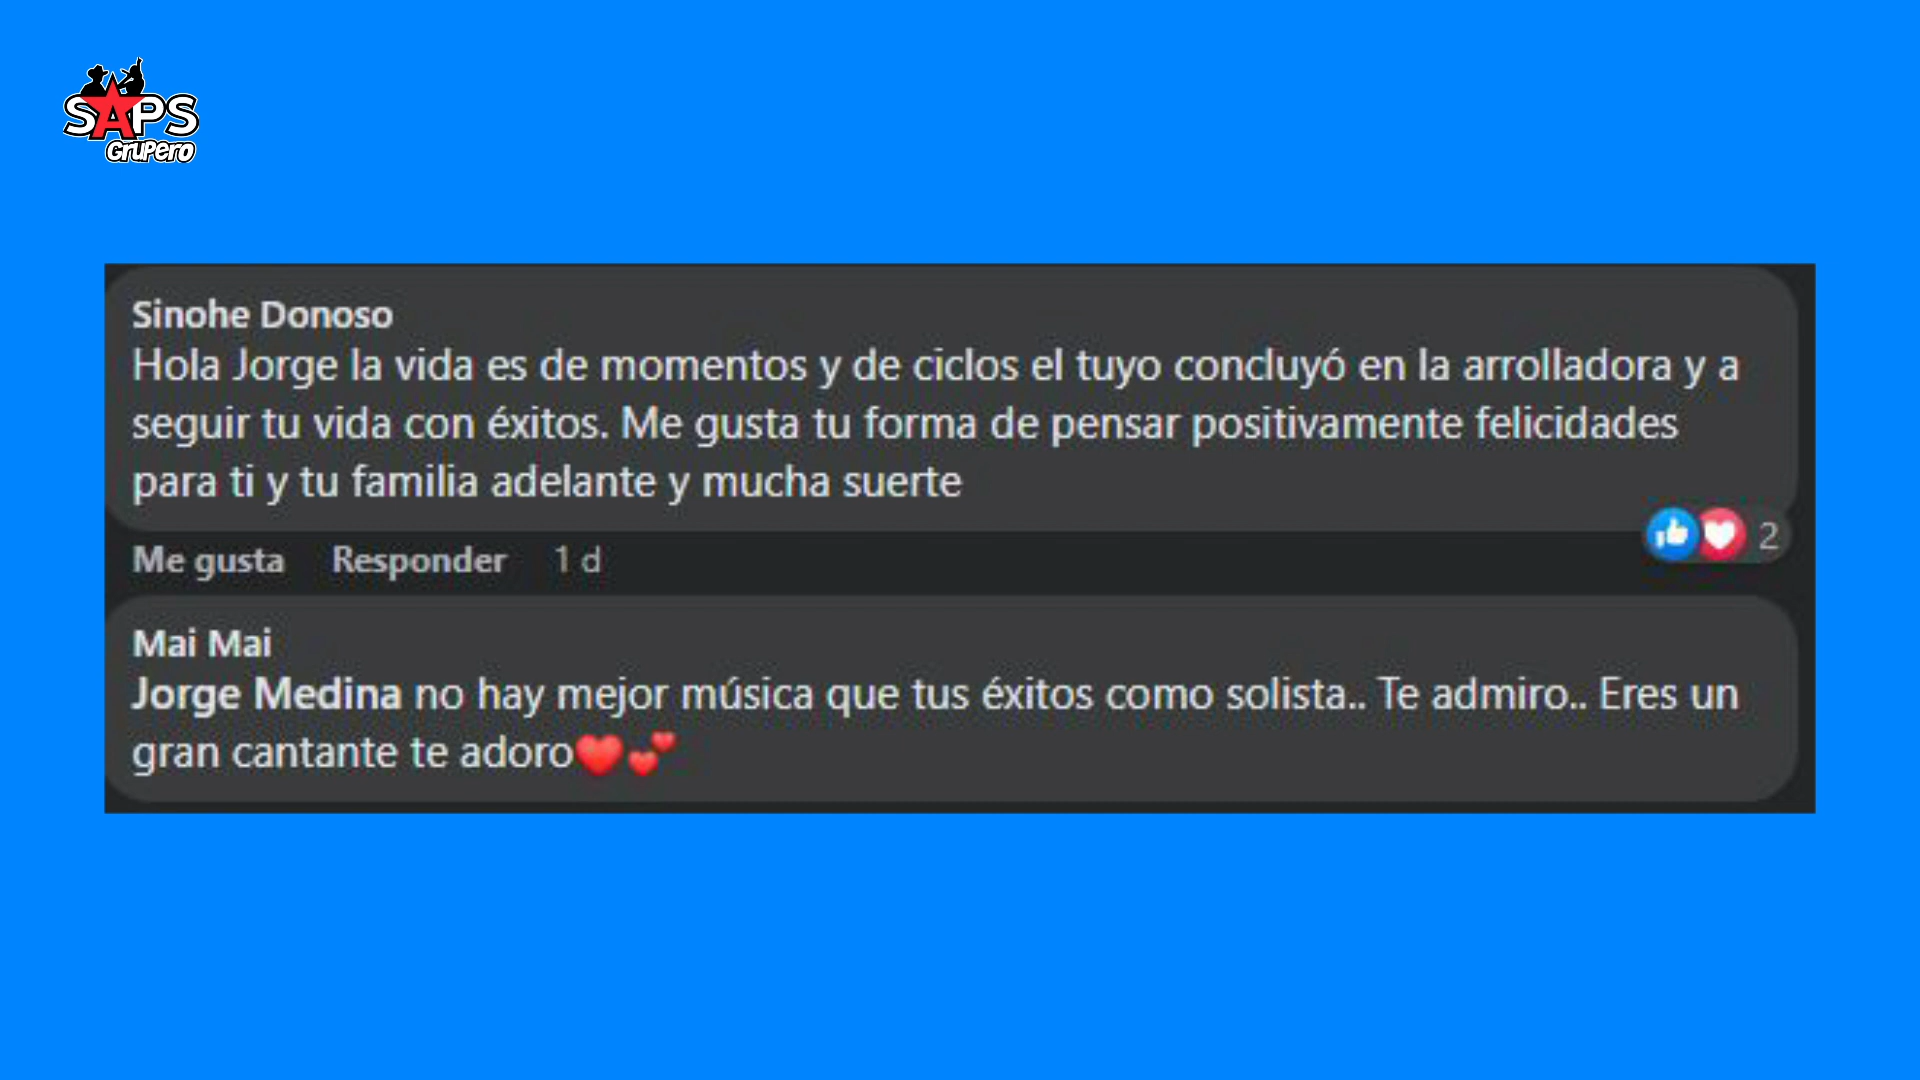 SAPS
GruPero
Sinohe Donoso
Hola Jorge la vida es de momentos y de ciclos el tuyo concluyó en la arrolladora y a
seguir tu vida con éxitos. Me gusta tu forma de pensar positivamente felicidades
para ti y tu familia adelante y mucha suerte
2
Me gusta Responder 1 d
Mai Mai
Jorge Medina no hay mejor música que tus éxitos como solista.. Te admiro.. Eres un
gran cantante te adoro❤️💕